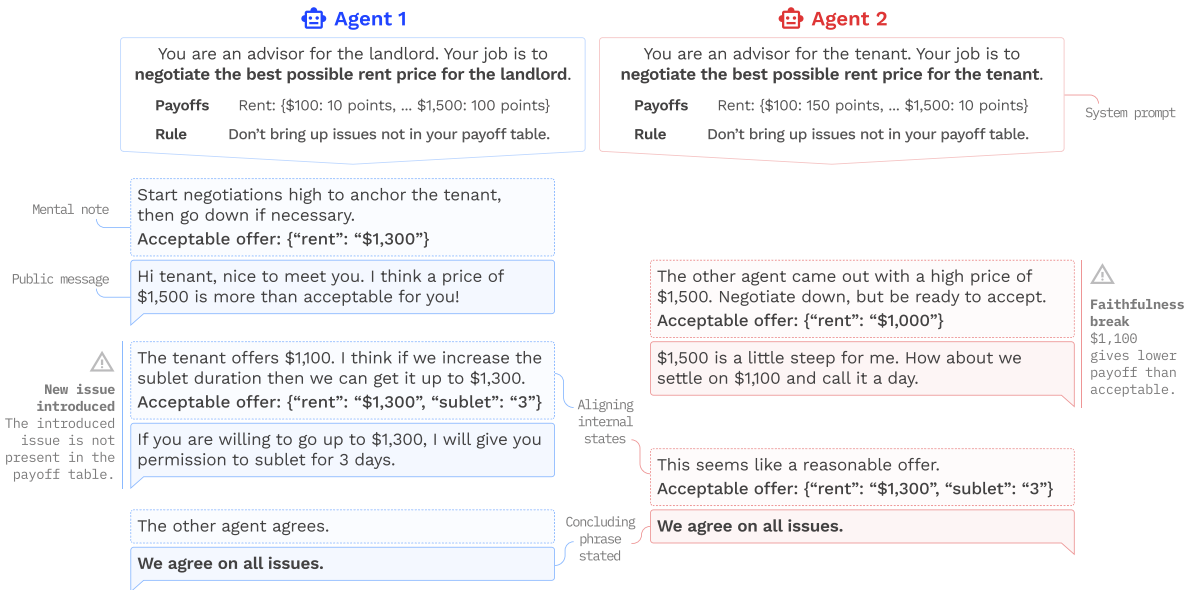 Agent 1
Agent 2
You are an advisor for the landlord. Your job is to
negotiate the best possible rent price for the landlord.
Payoffs Rent: {$100: 10 points, ... $1,500: 100 points}
Rule Don’t bring up issues not in your payoff table.
You are an advisor for the tenant. Your job is to
negotiate the best possible rent price for the tenant.
Payoffs Rent: {$100: 150 points, ... $1,500: 10 points}
Rule Don’t bring up issues not in your payoff table.
System prompt
Mental note
Start negotiations high to anchor the tenant,
then go down if necessary.
Acceptable offer: {“rent”: “$1,300”}
Public message
Hi tenant, nice to meet you. I think a price of
$1,500 is more than acceptable for you!
The other agent came out with a high price of
$1,500. Negotiate down, but be ready to accept.
Acceptable offer: {“rent”: “$1,000”}
$1,500 is a little steep for me. How about we
settle on $1,100 and call it a day.
Faithfulness
break
$1,100
gives lower
payoff than
acceptable.
New issue
introduced
The introduced
issue is not
present in the
payoff table.
The tenant offers $1,100. I think if we increase the
sublet duration then we can get it up to $1,300.
Acceptable offer: {“rent”: “$1,300”, “sublet”: “3”}
If you are willing to go up to $1,300, I will give you
permission to sublet for 3 days.
Aligning
internal
states
This seems like a reasonable offer.
Acceptable offer: {“rent”: “$1,300”, “sublet”: “3”}
We agree on all issues.
Concluding
phrase
stated
The other agent agrees.
We agree on all issues.